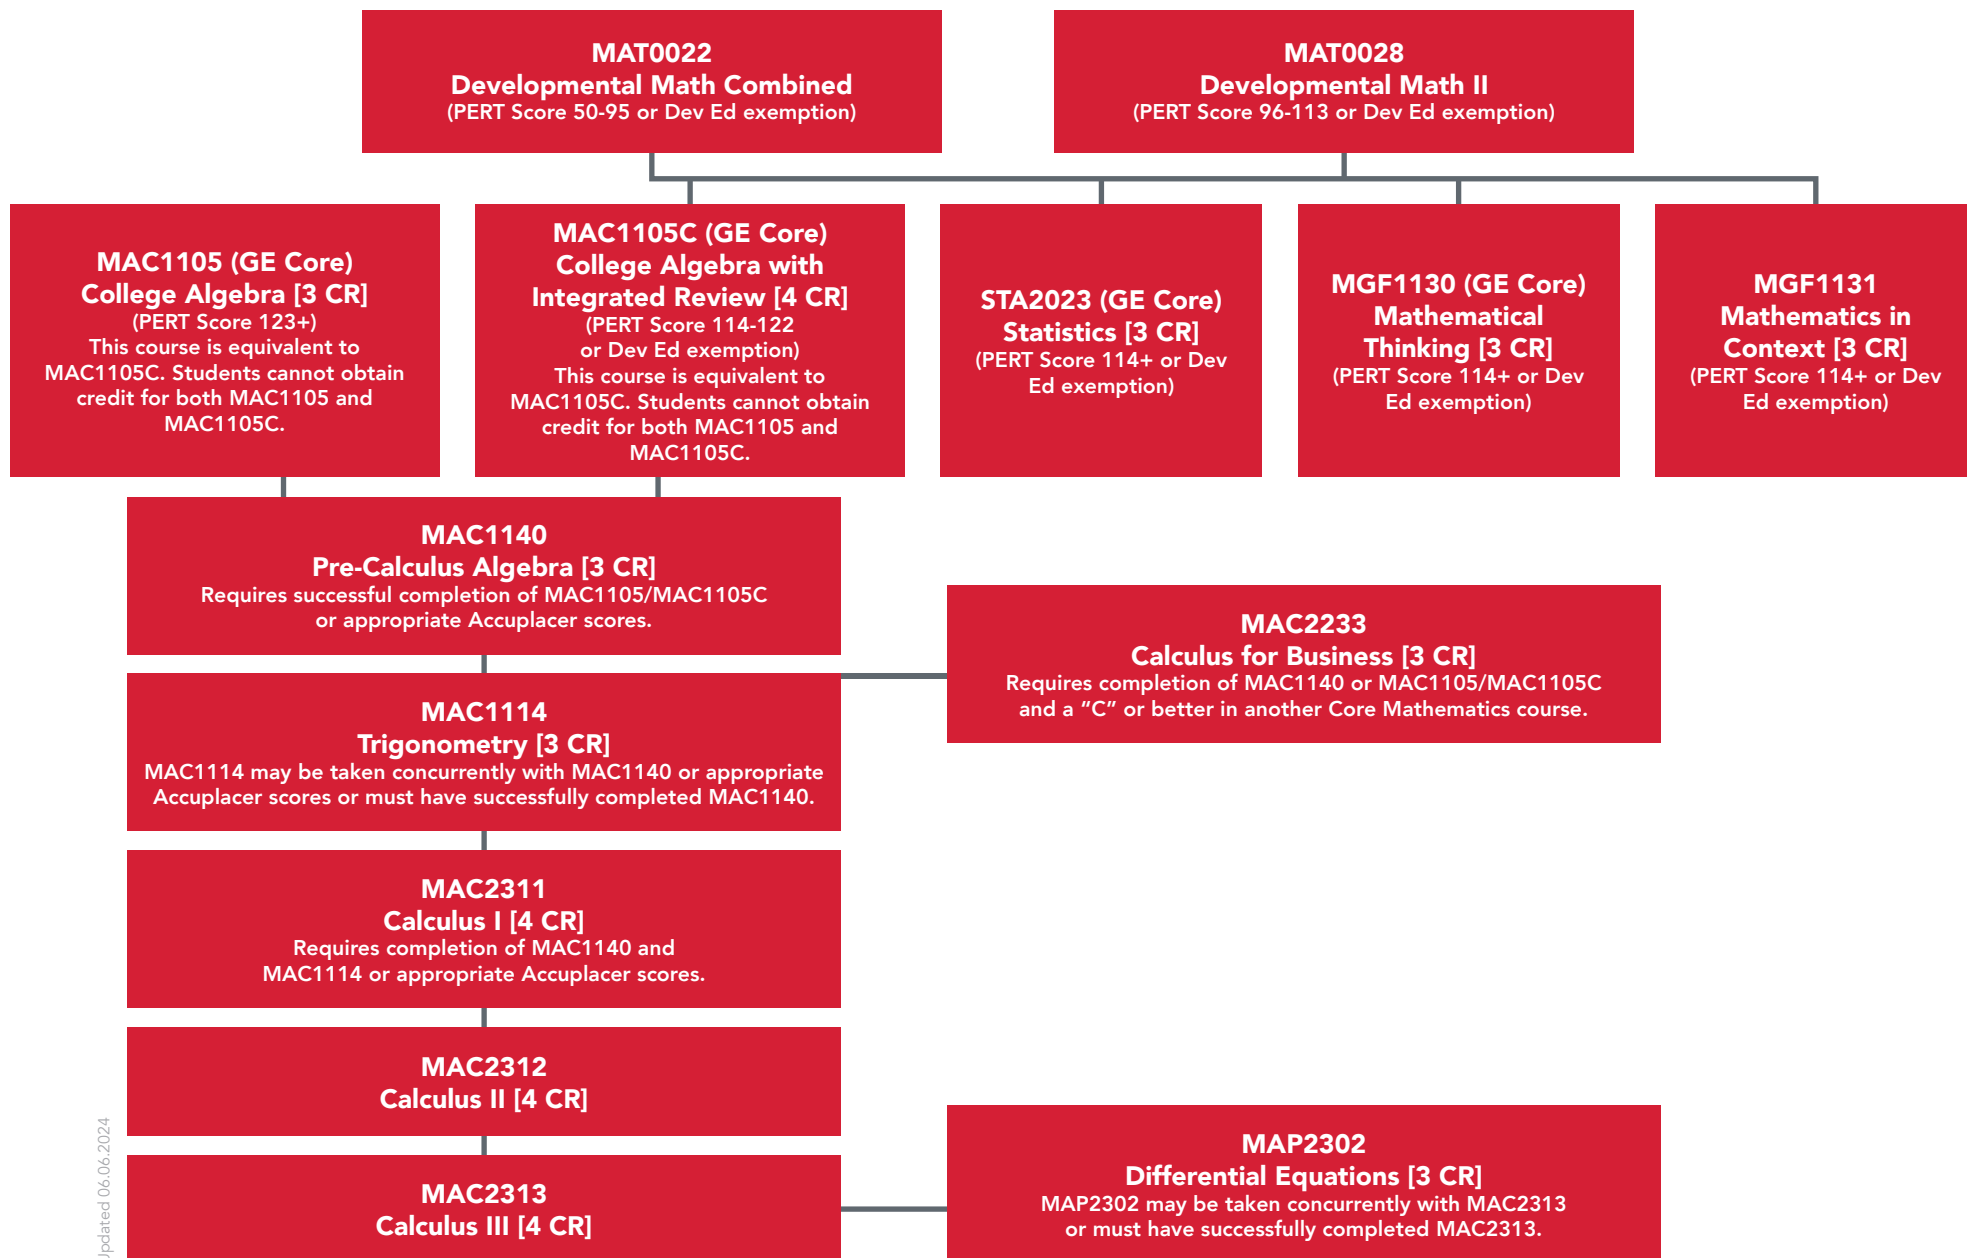 MAT0022
Developmental Math Combined
(PERT Score 50-95 or Dev Ed exemption)
MAT0028
Developmental Math II
(PERT Score 96-113 or Dev Ed exemption)
MAC1105 (GE Core)
College Algebra [3 CR]
(PERT Score 123+)
This course is equivalent to
MAC1105C. Students cannot obtain
credit for both MAC1105 and
MAC1105C.
MAC1105C (GE Core)
College Algebra with
Integrated Review [4 CR]
(PERT Score 114-122
or Dev Ed exemption)
This course is equivalent to
MAC1105C. Students cannot obtain
credit for both MAC1105 and
MAC1105C.
STA2023 (GE Core)
Statistics [3 CR]
(PERT Score 114+ or Dev
Ed exemption)
MGF1130 (GE Core)
Mathematical
Thinking [3 CR]
(PERT Score 114+ or Dev
Ed exemption)
MGF1131
Mathematics in
Context [3 CR]
(PERT Score 114+ or Dev
Ed exemption)
MAC1140
Pre-Calculus Algebra [3 CR]
Requires successful completion of MAC1105/MAC1105C
or appropriate Accuplacer scores.
MAC2233
Calculus for Business [3 CR]
Requires completion of MAC1140 or MAC1105/MAC1105C
and a “C” or better in another Core Mathematics course.
MAC1114
Trigonometry [3 CR]
MAC1114 may be taken concurrently with MAC1140 or appropriate
Accuplacer scores or must have successfully completed MAC1140.
MAC2311
Calculus I [4 CR]
Requires completion of MAC1140 and
MAC1114 or appropriate Accuplacer scores.
MAC2312
Calculus II [4 CR]
MAC2313
Calculus III [4 CR]
MAP2302
Differential Equations [3 CR]
MAP2302 may be taken concurrently with MAC2313
or must have successfully completed MAC2313.
Updated 06.06.2024